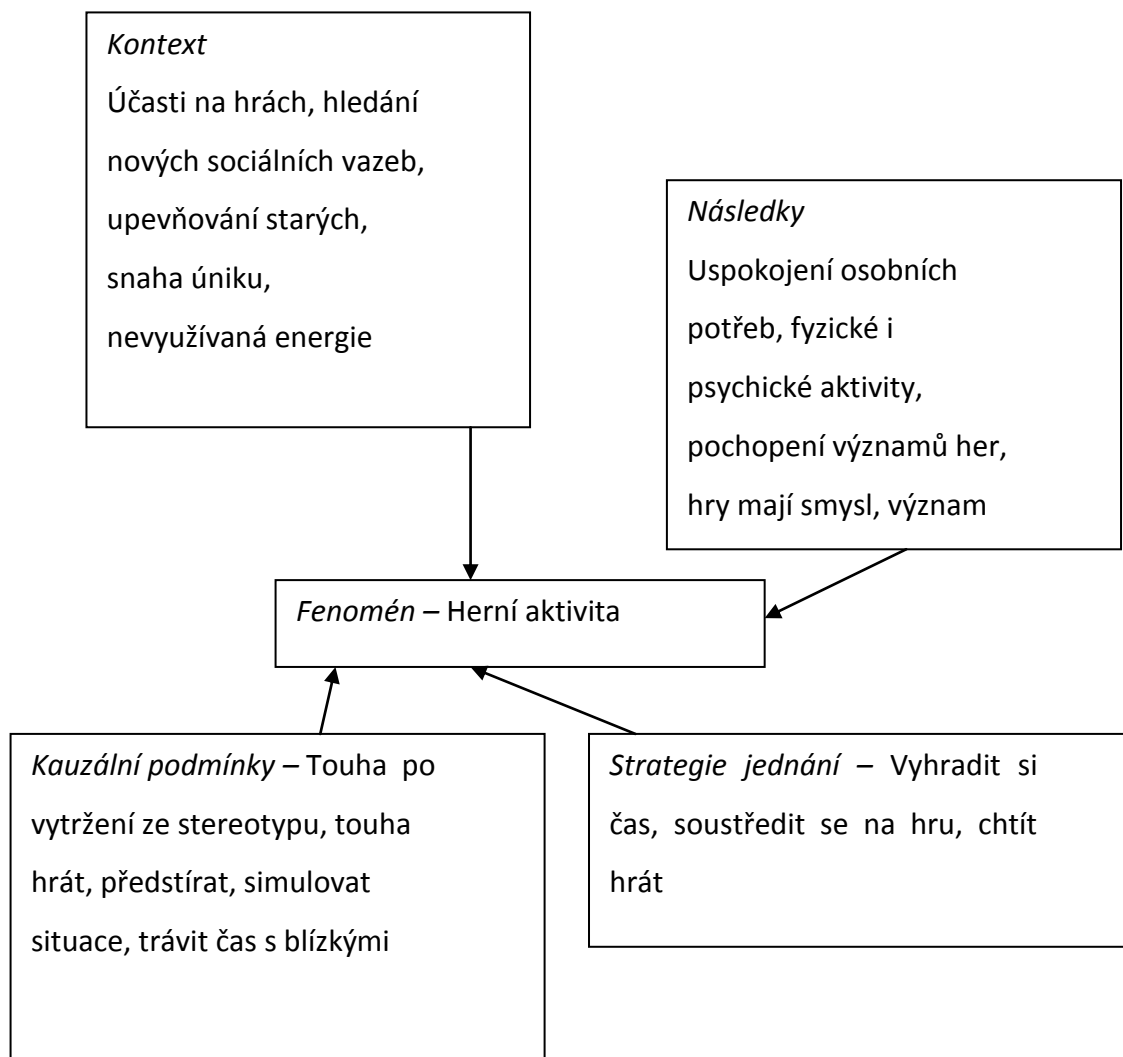 Kontext
Účasti na hrách, hledání
nových sociálních vazeb,
upevňování starých,
snaha úniku,
nevyužívaná energie
Následky
Uspokojení osobních
potřeb, fyzické i
psychické aktivity,
pochopení významů her,
hry mají smysl, význam
Fenomén – Herní aktivita
Kauzální podmínky – Touha po
vytržení ze stereotypu, touha
hrát, předstírat, simulovat
situace, trávit čas s blízkými
Strategie jednání – Vyhradit si
čas, soustředit se na hru, chtít
hrát